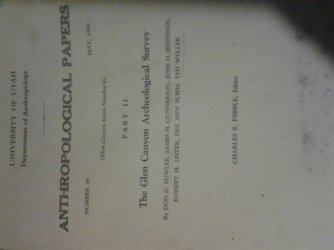 UNIVERSITY OF UTAH
Department of Anthropology
ANTHROPOLOGICAL PAPERS
NUMBER 39 MAY, 1959
(Glen Canyon Series Number 6)
PART II
The Glen Canyon Archeological Survey
By DON D. FOWLER, JAMES H. GUNNERSON, JESSE D. JENNINGS,
ROBERT H. LISTER, DEE ANN SUHM, TED WELLER
CHARLES E. DIBBLE, Editor